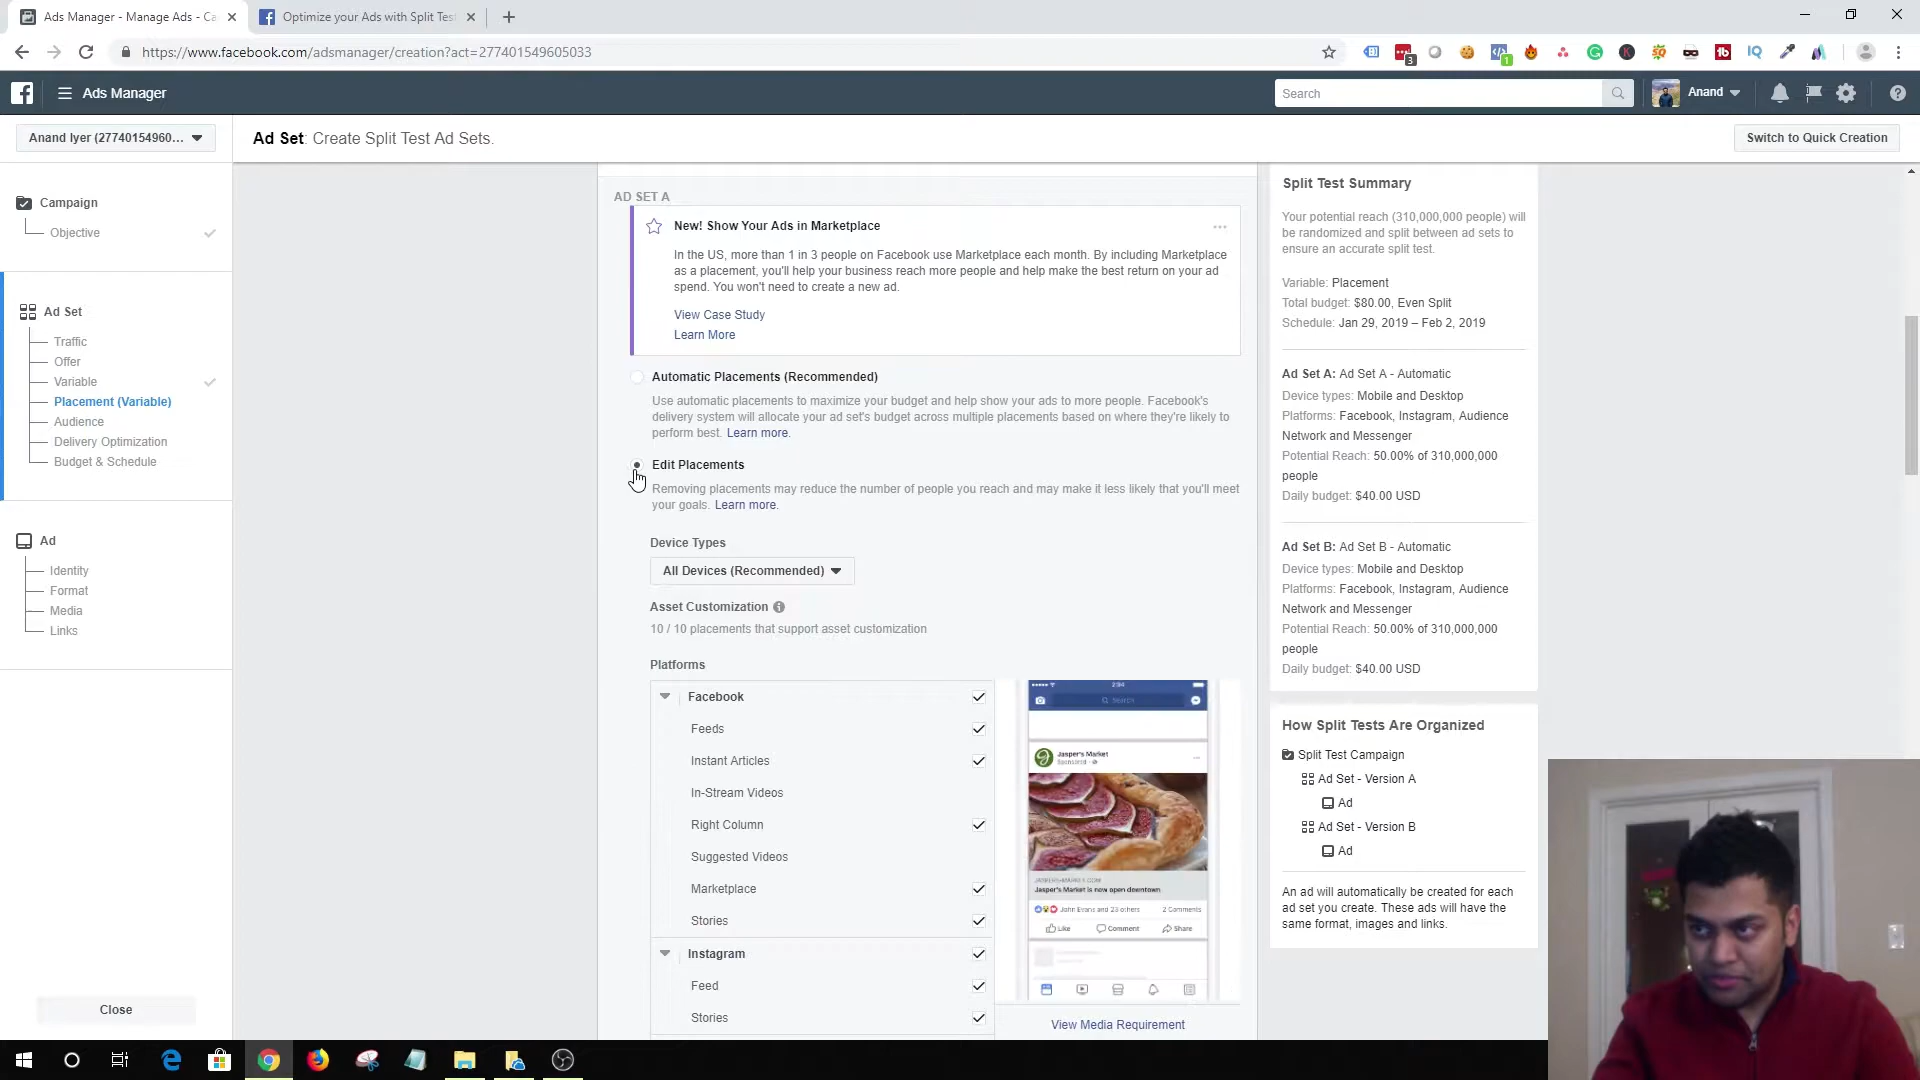 Ads Manager - Manage Ads - Ca
Optimize your Ads with Split Test
https://www.facebook.com/adsmanager/creation?act=277401549605033
3
1
Ads Manager
Search
Anand
Anand Iyer (27740154960...
Ad Set: Create Split Test Ad Sets.
Switch to Quick Creation
Campaign
Objective
Ad Set
Traffic
Offer
Variable
Placement (Variable)
Audience
Delivery Optimization
Budget & Schedule
Ad
Identity
Format
Media
Links
Close
AD SET A
New! Show Your Ads in Marketplace
In the US, more than 1 in 3 people on Facebook use Marketplace each month. By including Marketplace
as a placement, you'll help your business reach more people and help make the best return on your ad
spend. You won't need to create a new ad.
View Case Study
Learn More
Automatic Placements (Recommended)
Use automatic placements to maximize your budget and help show your ads to more people. Facebook's
delivery system will allocate your ad set's budget across multiple placements based on where they're likely to
perform best. Learn more.
Edit Placements
Removing placements may reduce the number of people you reach and may make it less likely that you'll meet
your goals. Learn more.
Device Types
All Devices (Recommended)
Asset Customization
10 / 10 placements that support asset customization
Platforms
Facebook
Feeds
Instant Articles
In-Stream Videos
Right Column
Suggested Videos
Marketplace
Stories
Instagram
Feed
Stories
2:94
Search
Jasper's Market
Sponsored
JASPERS-MARKET.COM
Jasper's Market is now open downtown
John Evans and 23 others
2 Comments
Like
Comment
Share
View Media Requirement
Split Test Summary
Your potential reach (310,000,000 people) will
be randomized and split between ad sets to
ensure an accurate split test.
Variable: Placement
Total budget: $80.00, Even Split
Schedule: Jan 29, 2019 – Feb 2, 2019
Ad Set A: Ad Set A - Automatic
Device types: Mobile and Desktop
Platforms: Facebook, Instagram, Audience
Network and Messenger
Potential Reach: 50.00% of 310,000,000
people
Daily budget: $40.00 USD
Ad Set B: Ad Set B - Automatic
Device types: Mobile and Desktop
Platforms: Facebook, Instagram, Audience
Network and Messenger
Potential Reach: 50.00% of 310,000,000
people
Daily budget: $40.00 USD
How Split Tests Are Organized
Split Test Campaign
Ad Set - Version A
Ad
Ad Set - Version B
Ad
An ad will automatically be created for each
ad set you create. These ads will have the
same format, images and links.